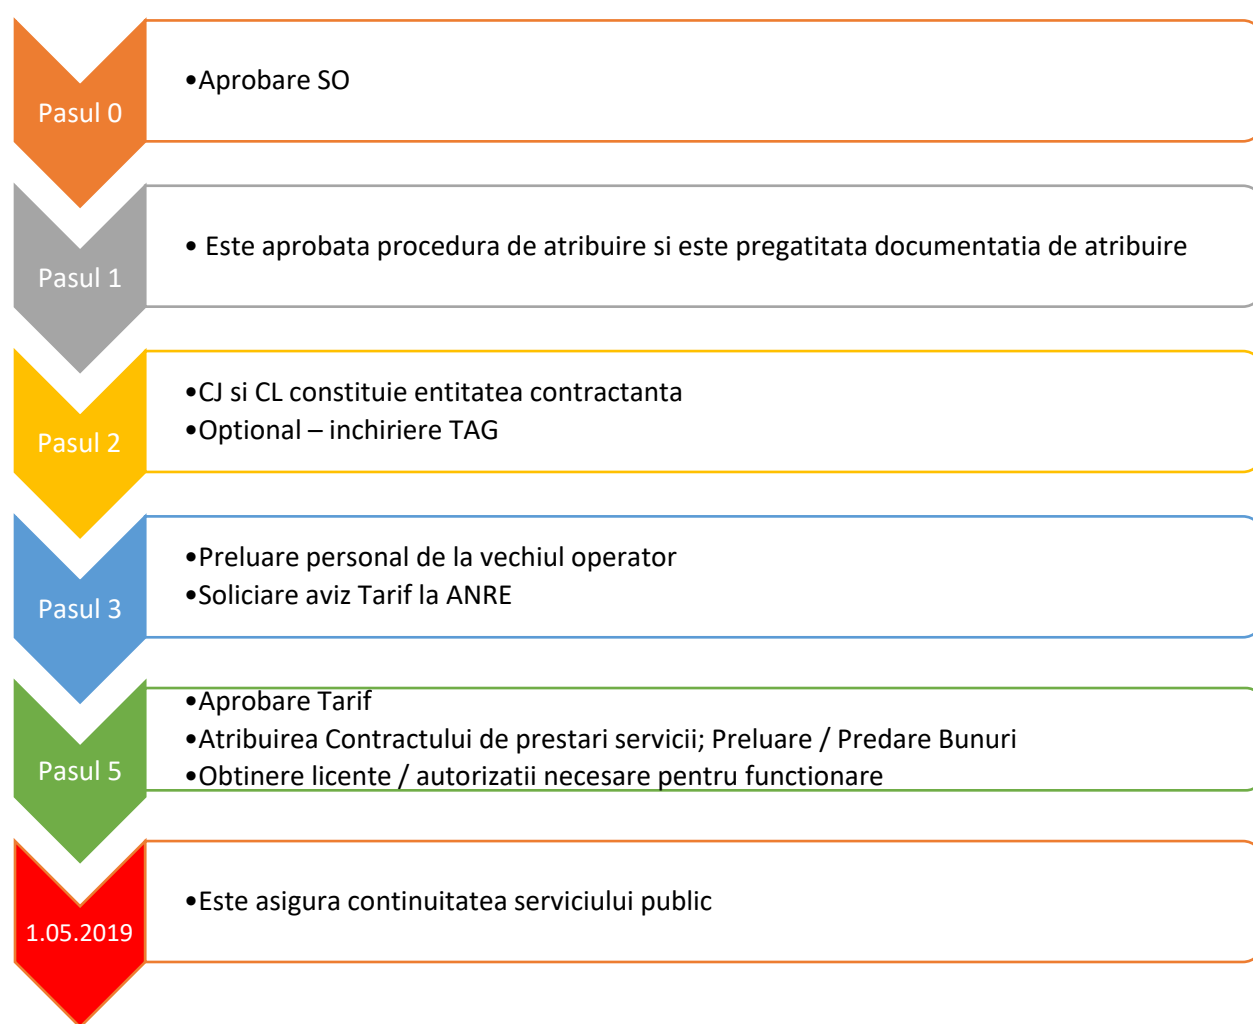 Pasul 0
•Aprobare SO
Pasul 1
• Este aprobata procedura de atribuire si este pregatitata documentatia de atribuire
Pasul 2
•CJ si CL constituie entitatea contractanta
•Optional – inchiriere TAG
Pasul 3
•Preluare personal de la vechiul operator
•Soliciare aviz Tarif la ANRE
Pasul 5
•Aprobare Tarif
•Atribuirea Contractului de prestari servicii; Preluare / Predare Bunuri
•Obtinere licente / autorizatii necesare pentru functionare
1.05.2019
•Este asigura continuitatea serviciului public